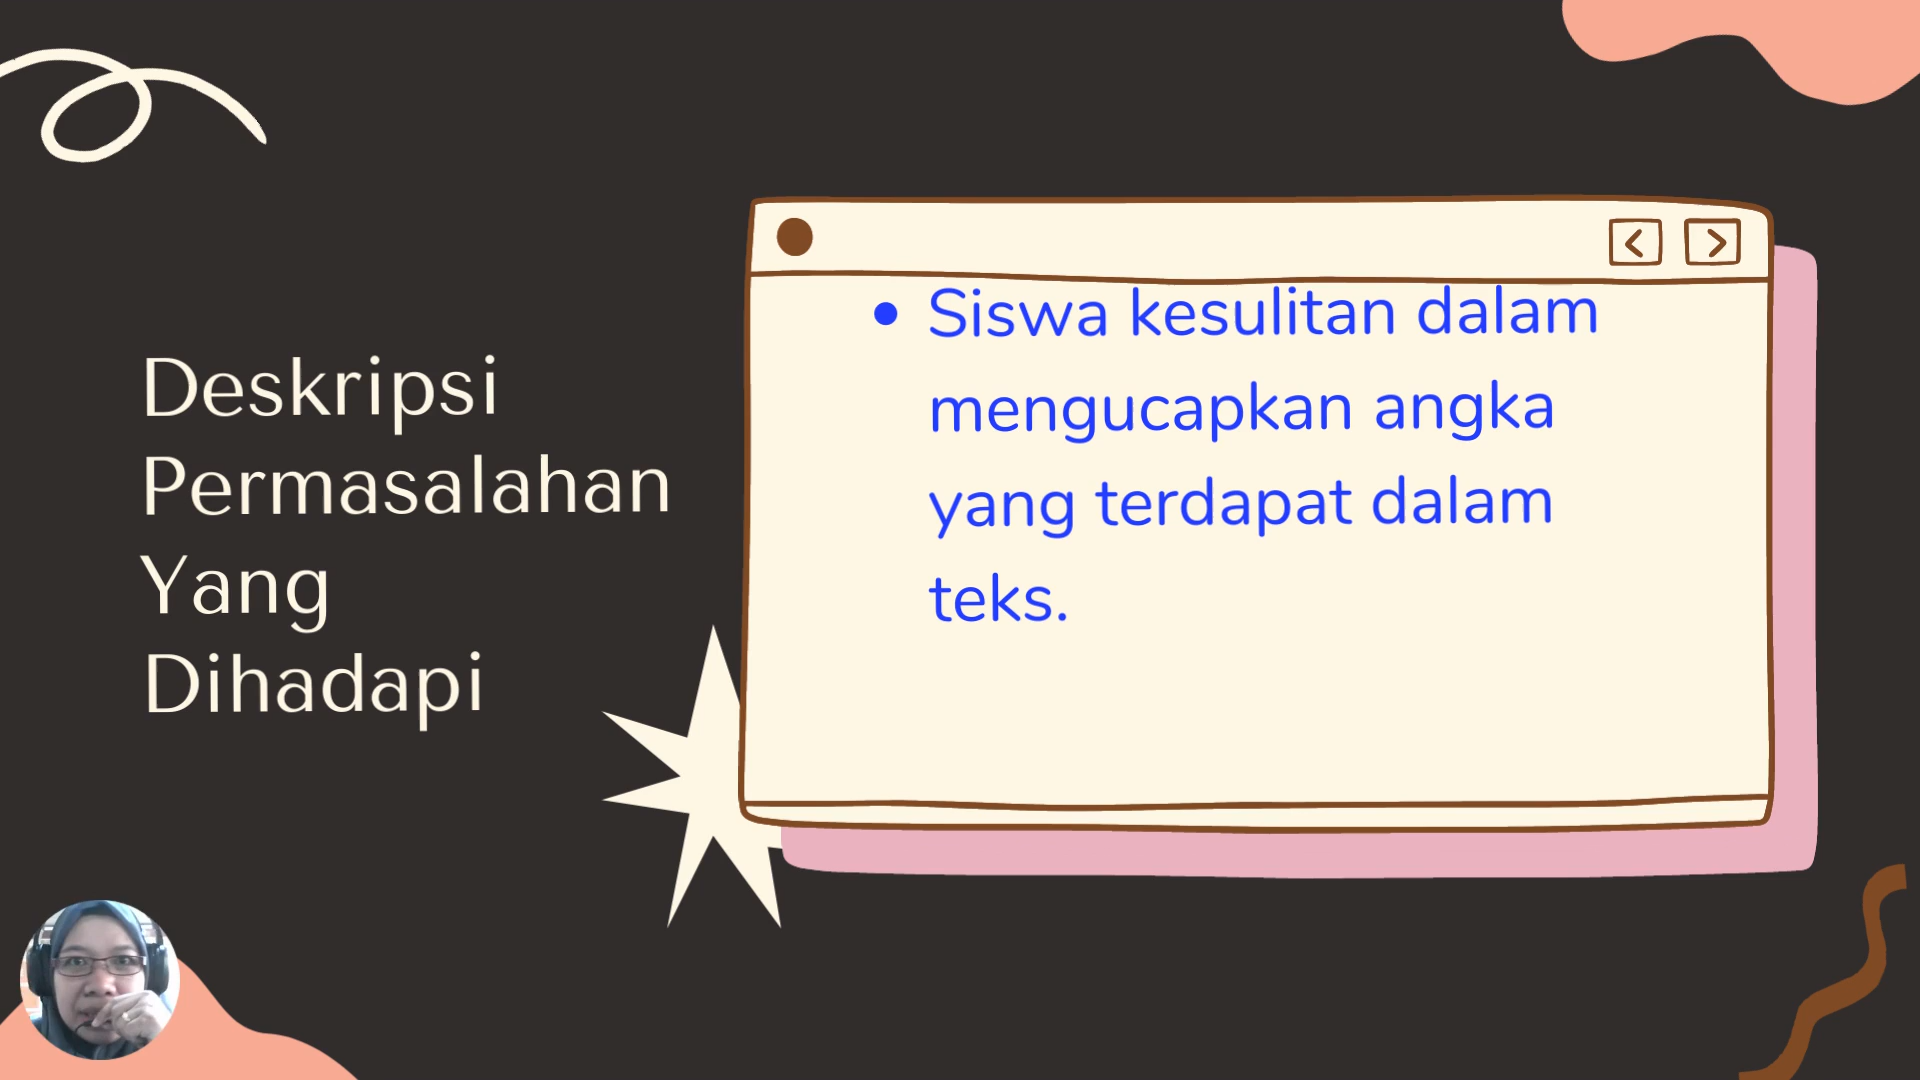 Deskripsi
Permasalahan
Yang
Dihadapi
• Siswa kesulitan dalam
mengucapkan angka
yang terdapat dalam
teks.